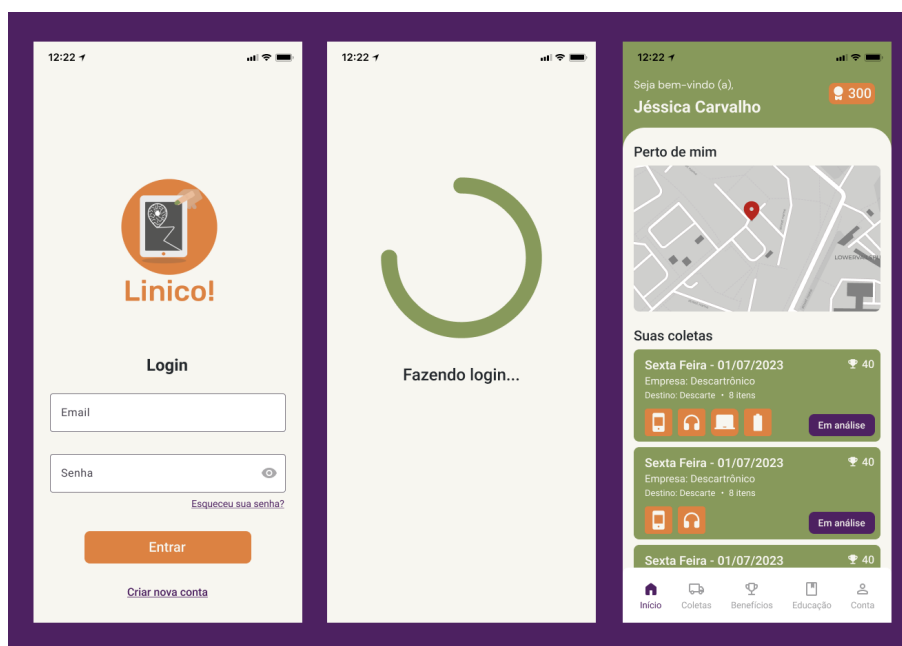 12:22
Linico!
Login
Email
Senha
Esqueceu sua senha?
Entrar
Criar nova conta
12:22
Fazendo login...
12:22
Seja bem-vindo (a),
Jéssica Carvalho
300
Perto de mim
Suas coletas
Sexta Feira - 01/07/2023
40
Empresa: Descartrônico
Destino: Descarte • 8 itens
Em análise
Sexta Feira - 01/07/2023
40
Empresa: Descartrônico
Destino: Descarte • 8 itens
Em análise
Sexta Feira - 01/07/2023
40
Início
Coletas
Benefícios
Educação
Conta